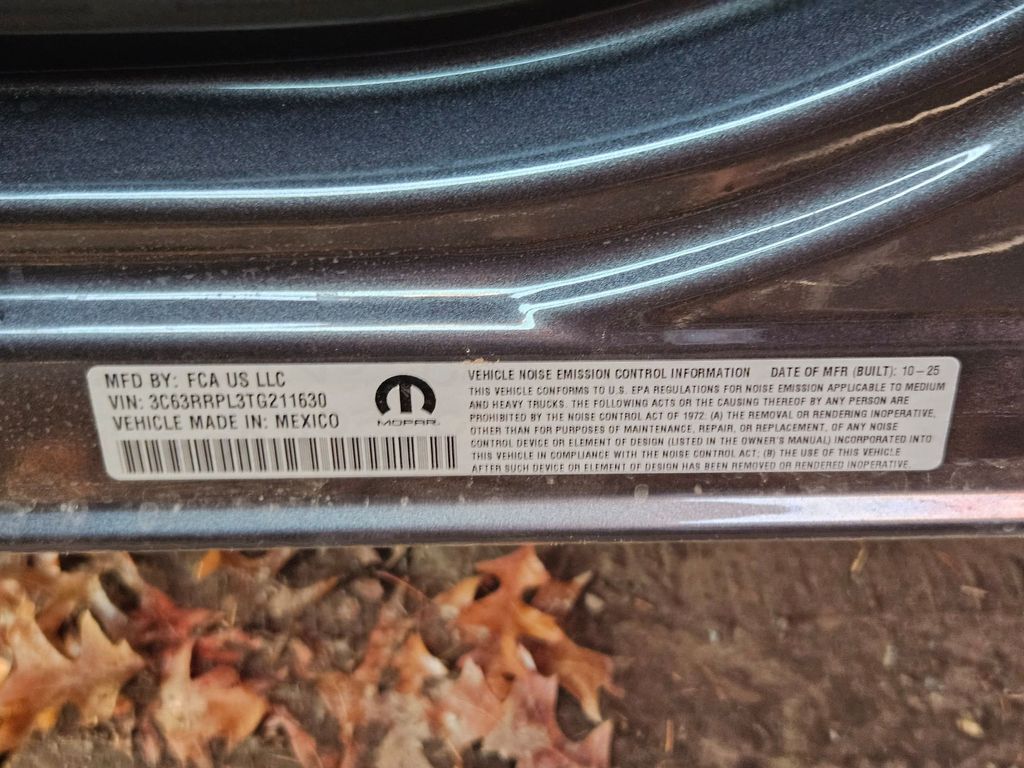 MFD BY: FCA US LLC
VIN: 3C63RRPL3TG211630
VEHICLE MADE IN: MEXICO
MOPAR
VEHICLE NOISE EMISSION CONTROL INFORMATION DATE OF MFR (BUILT): 10-25
THIS VEHICLE CONFORMS TO U.S. EPA REGULATIONS FOR NOISE EMISSION APPLICABLE TO MEDIUM
AND HEAVY TRUCKS. THE FOLLOWING ACTS OR THE CAUSING THEREOF BY ANY PERSON ARE
PROHIBITED BY THE NOISE CONTROL ACT OF 1972: (A) THE REMOVAL OR RENDERING INOPERATIVE,
OTHER THAN FOR PURPOSES OF MAINTENANCE, REPAIR, OR REPLACEMENT, OF ANY NOISE
CONTROL DEVICE OR ELEMENT OF DESIGN (LISTED IN THE OWNER'S MANUAL) INCORPORATED INTO
THIS VEHICLE IN COMPLIANCE WITH THE NOISE CONTROL ACT; (B) THE USE OF THIS VEHICLE
AFTER SUCH DEVICE OR ELEMENT OF DESIGN HAS BEEN REMOVED OR RENDERED INOPERATIVE.